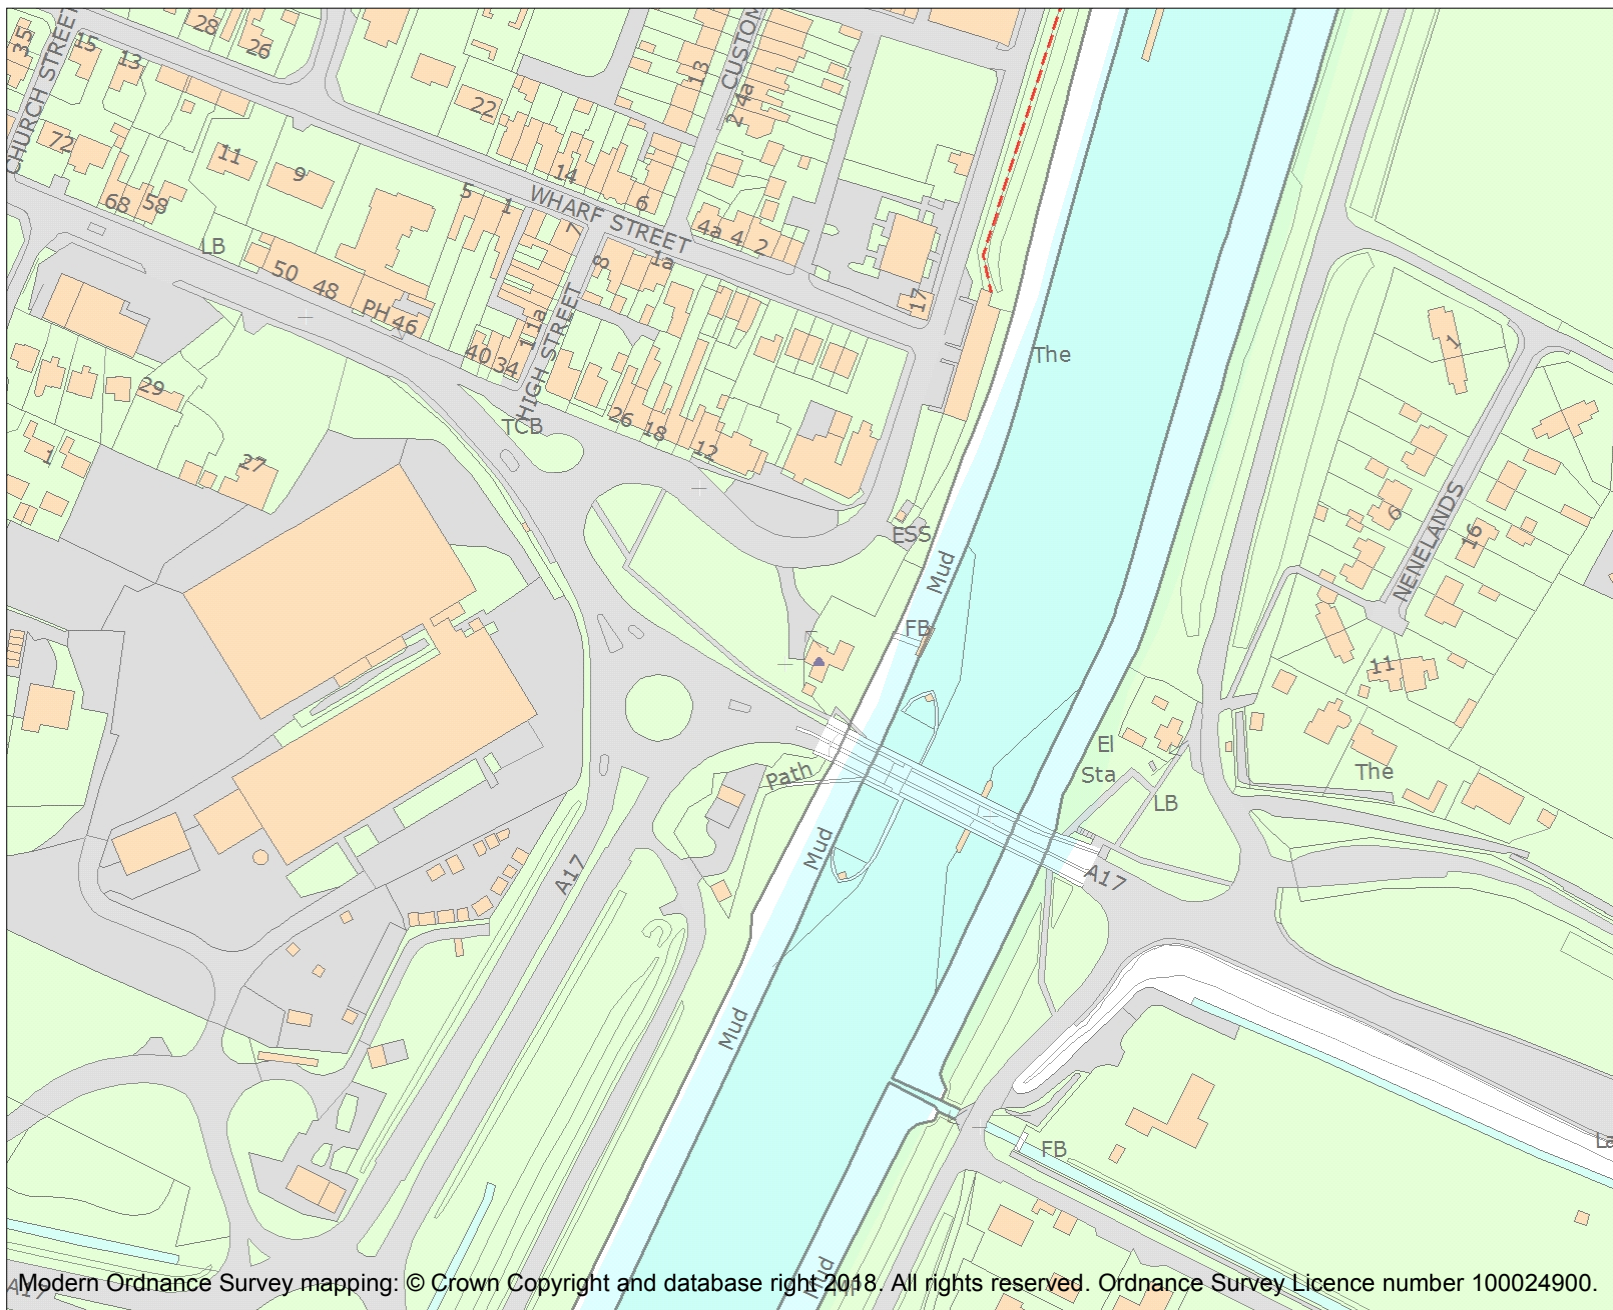 CHURCH STREET
35
15
13
28
26
72
68
58
11
9
22
14
6
5
1
WHARF STREET
13
CUSTOM
2
4a
4a
4
2
1a
8
7
17
LB
50
48
PH
46
40
34
11a
HIGH STREET
TCB
26
18
12
29
27
1
ESS
Mud
FB
The
1
6
16
NENELANDS
11
The
El
Sta
LB
Path
Mud
A17
A17
Mud
FB
La
Mud
A17
Modern Ordnance Survey mapping: © Crown Copyright and database right 2018. All rights reserved. Ordnance Survey Licence number 100024900.